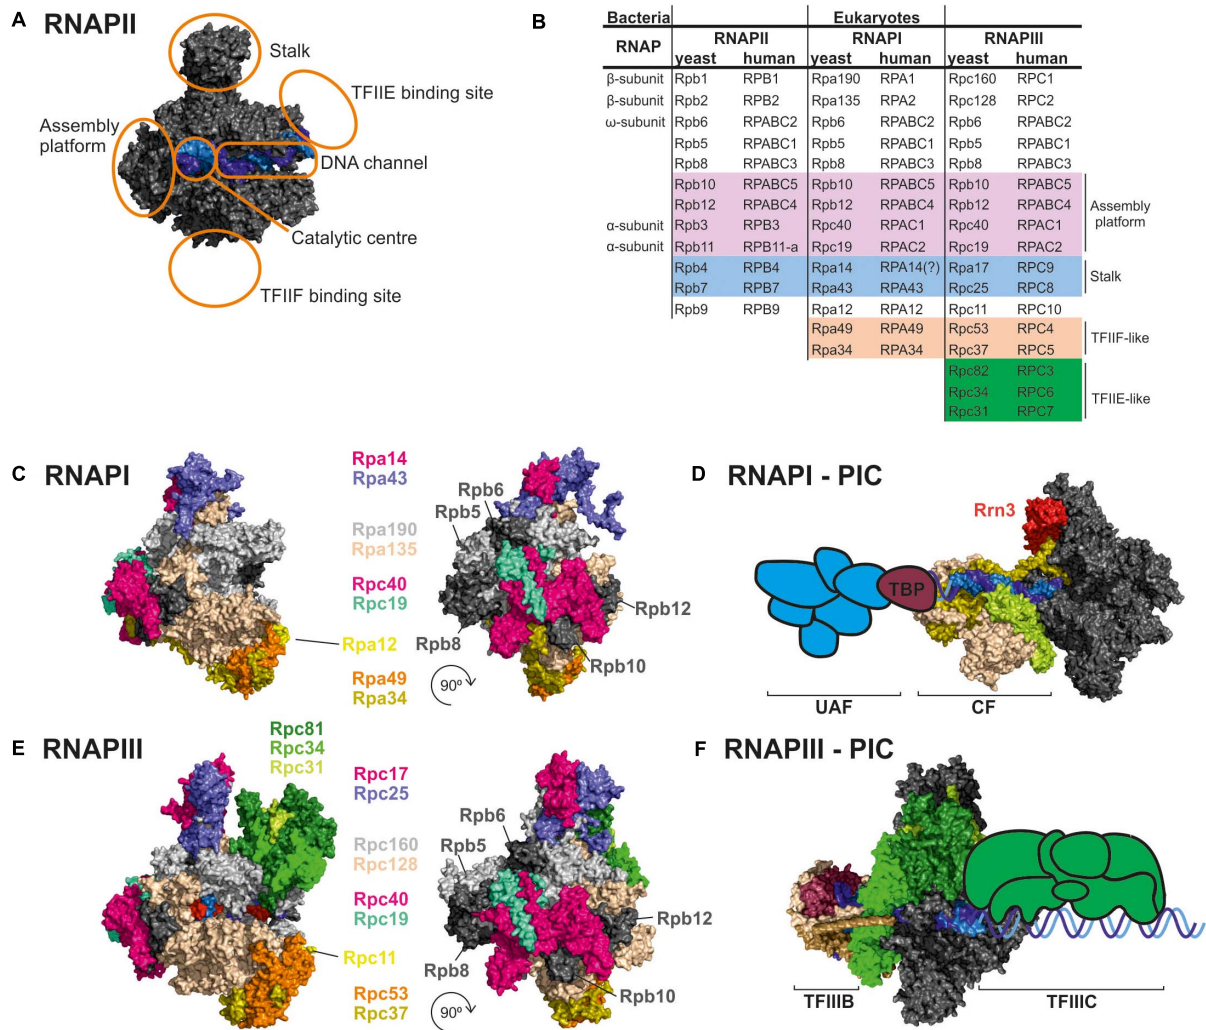 A RNAPII
Stalk
TFIIE binding site
Assembly
platform
DNA channel
Catalytic centre
TFIIF binding site
B
Bacteria Eukaryotes
RNAP RNAPII RNAPI RNAPIII
yeast human yeast human yeast human
β-subunit Rpb1 RPB1 Rpa190 RPA1 Rpc160 RPC1
β-subunit Rpb2 RPB2 Rpa135 RPA2 Rpc128 RPC2
ω-subunit Rpb6 RPABC2 Rpb6 RPABC2 Rpb6 RPABC2
Rpb5 RPABC1 Rpb5 RPABC1 Rpb5 RPABC1
Rpb8 RPABC3 Rpb8 RPABC3 Rpb8 RPABC3
Rpb10 RPABC5 Rpb10 RPABC5 Rpb10 RPABC5
Rpb12 RPABC4 Rpb12 RPABC4 Rpb12 RPABC4
α-subunit Rpb3 RPB3 Rpc40 RPAC1 Rpc40 RPAC1
α-subunit Rpb11 RPB11-a Rpc19 RPAC2 Rpc19 RPAC2
Assembly
platform
Rpb4 RPB4 Rpa14 RPA14(?) Rpa17 RPC9
Rpb7 RPB7 Rpa43 RPA43 Rpc25 RPC8
Stalk
Rpb9 RPB9 Rpa12 RPA12 Rpc11 RPC10
Rpa49 RPA49 Rpc53 RPC4
Rpa34 RPA34 Rpc37 RPC5
TFIIF-like
Rpc82 RPC3
Rpc34 RPC6
Rpc31 RPC7
TFIIE-like
C RNAPI
Rpa14
Rpa43
Rpa190
Rpa135
Rpc40
Rpc19
Rpa12
Rpa49
Rpa34
90º
Rpb6
Rpb5
Rpb12
Rpb8
Rpb10
D RNAPI - PIC
Rrn3
TBP
UAF
CF
E RNAPIII
Rpc81
Rpc34
Rpc31
Rpc17
Rpc25
Rpc160
Rpc128
Rpc40
Rpc19
Rpc11
Rpc53
Rpc37
90º
Rpb6
Rpb5
Rpb12
Rpb8
Rpb10
F RNAPIII - PIC
TFIIIB
TFIIIC